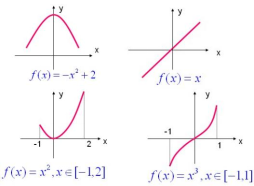 y
y
x
x
f(x)=-x²+2
f(x)=x
y
y
-1
-1 2 x
1 x
f(x)=x²,x∈[-1,2]
f(x)=x³,x∈[-1,1]